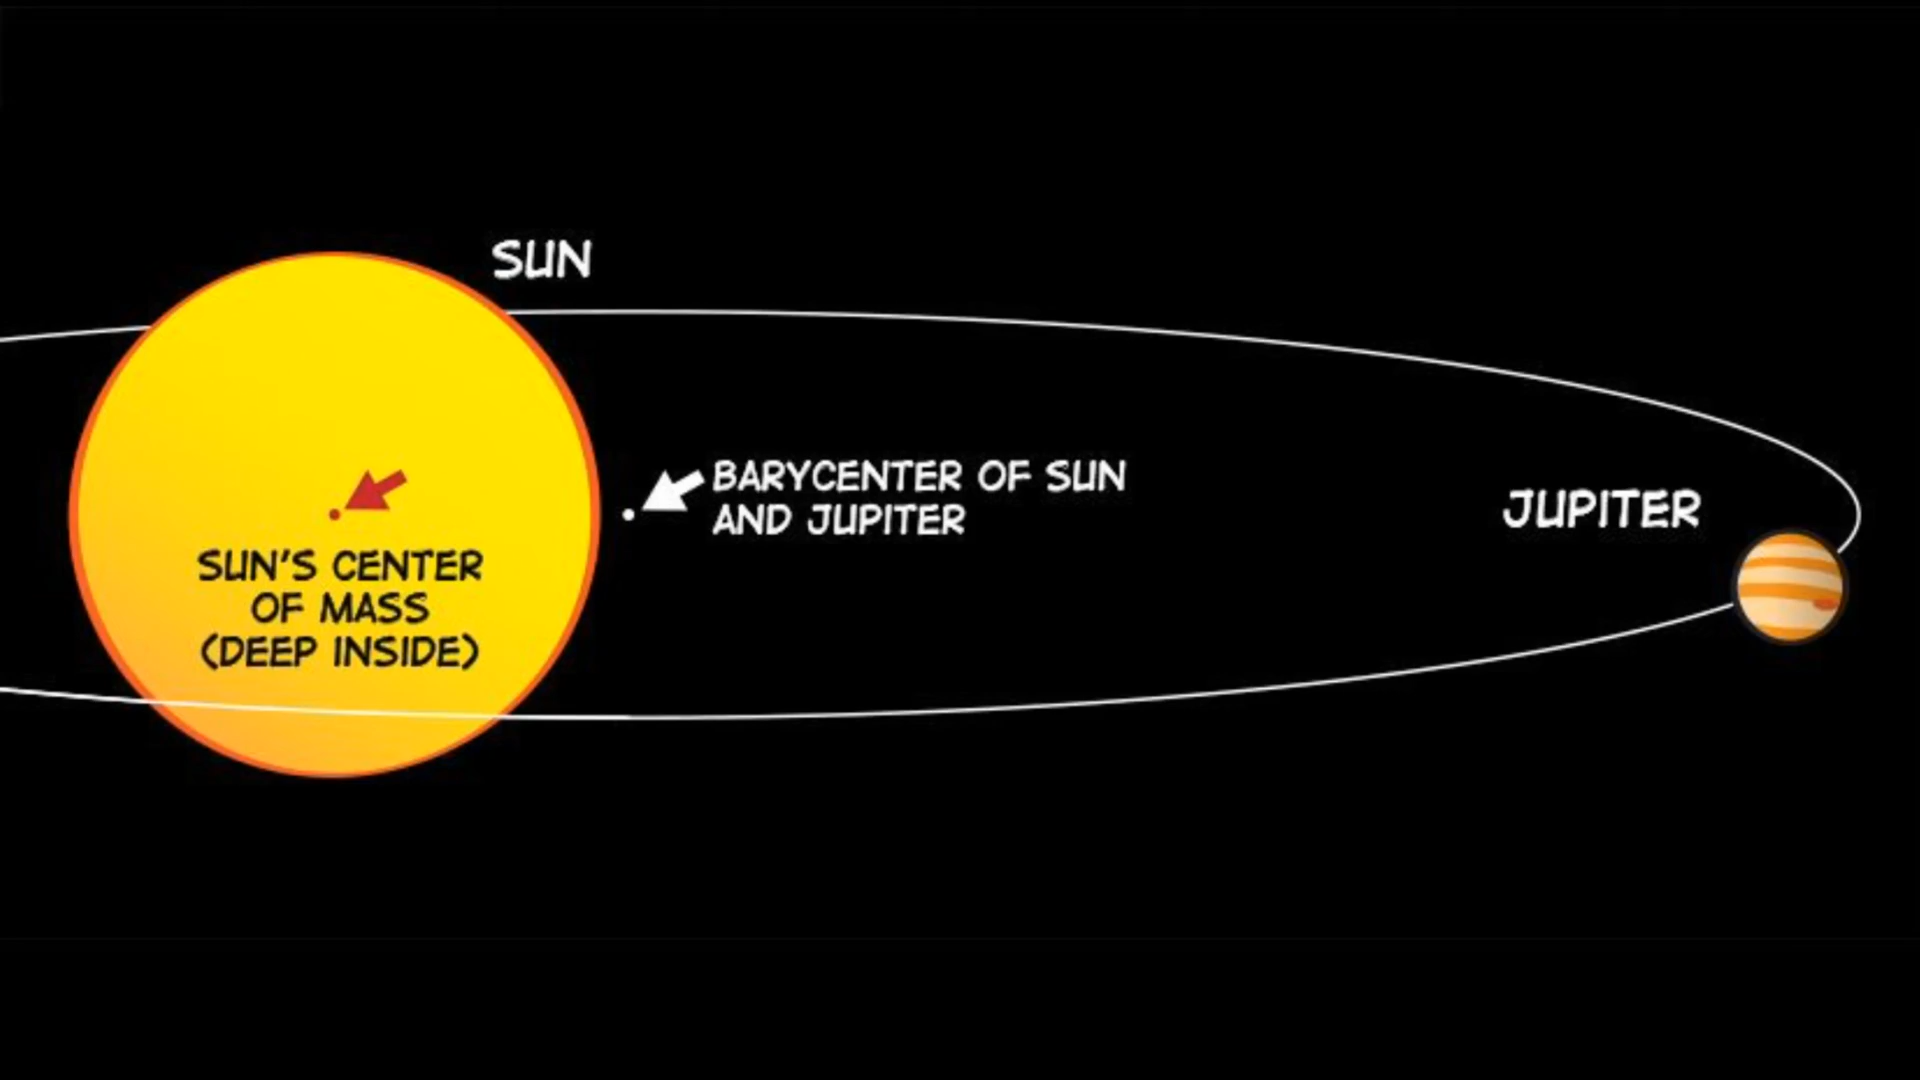 SUN
BARYCENTER OF SUN
AND JUPITER
JUPITER
SUN'S CENTER
OF MASS
(DEEP INSIDE)